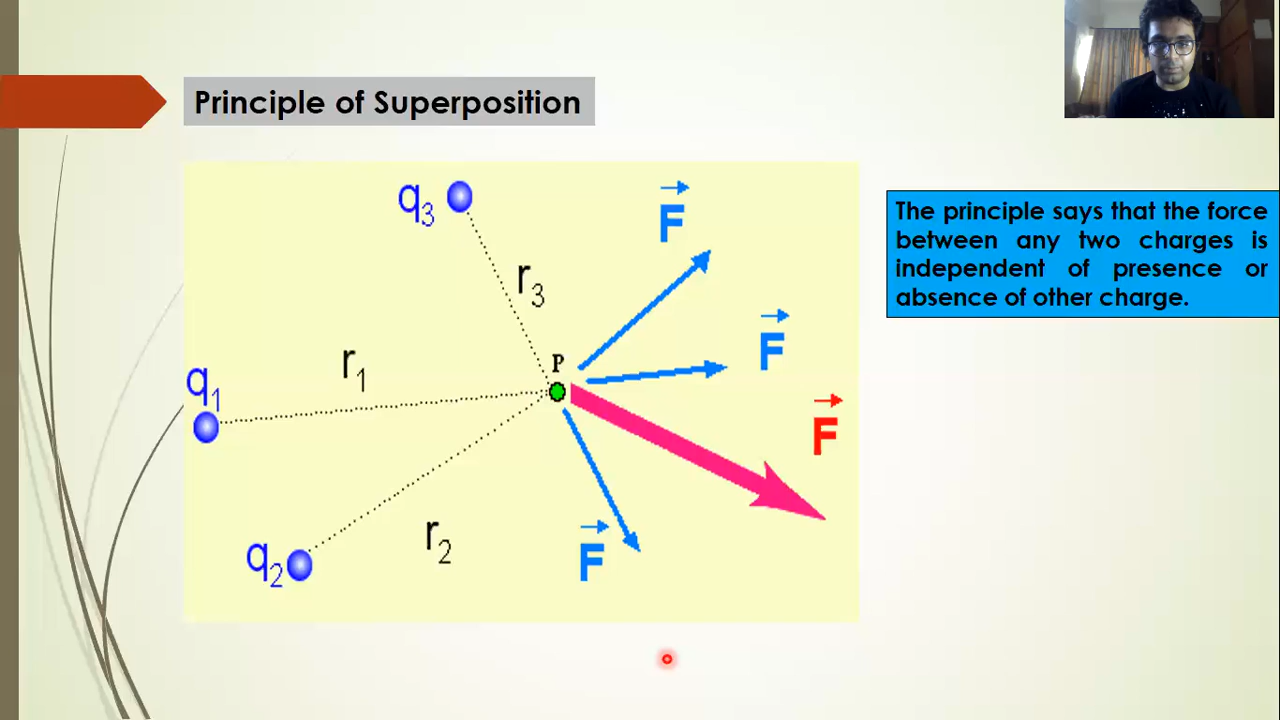 Principle of Superposition
The principle says that the force
between any two charges is
independent of presence or
absence of other charge.
q₃
F
r₃
F
P
r₁
q₁
F
r₂
q₂
F